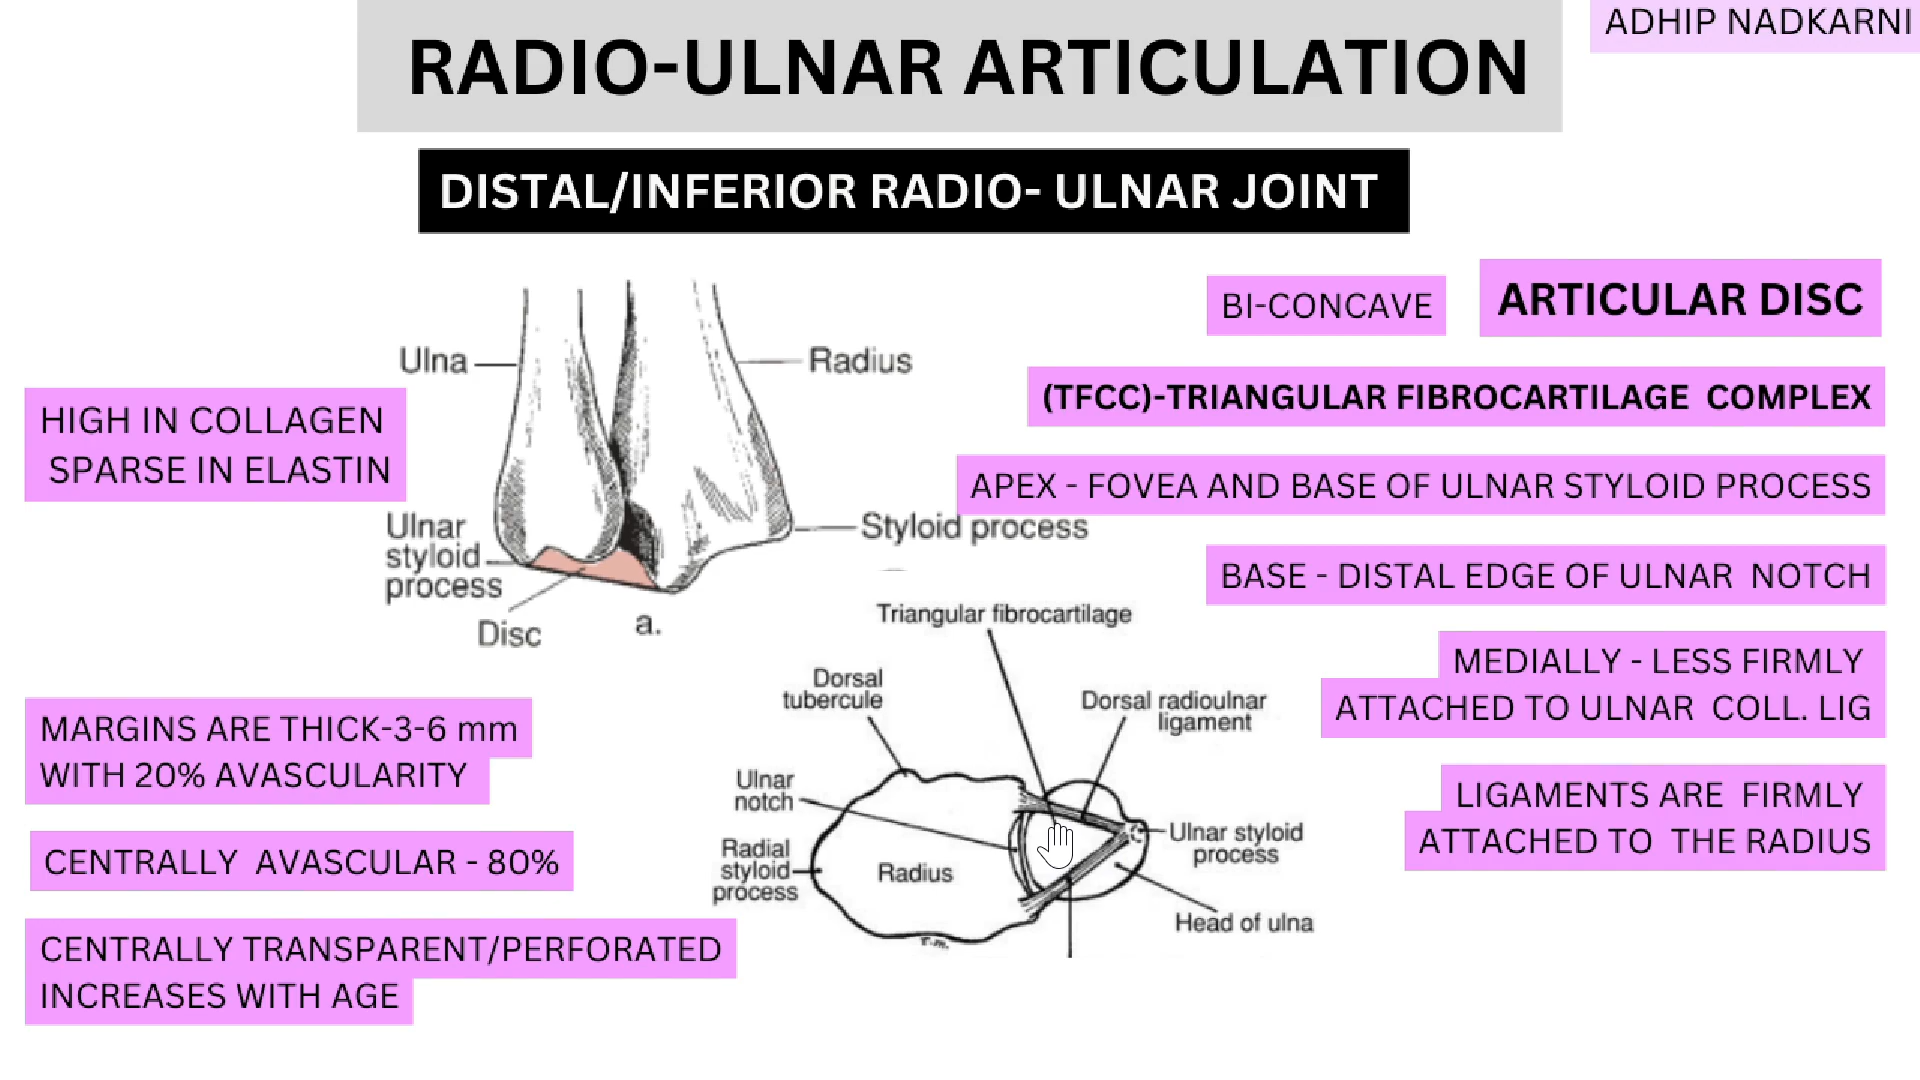 ADHIP NADKARNI
RADIO-ULNAR ARTICULATION
DISTAL/INFERIOR RADIO- ULNAR JOINT
BI-CONCAVE
ARTICULAR DISC
(TFCC)-TRIANGULAR FIBROCARTILAGE COMPLEX
APEX - FOVEA AND BASE OF ULNAR STYLOID PROCESS
BASE - DISTAL EDGE OF ULNAR NOTCH
MEDIALLY - LESS FIRMLY
ATTACHED TO ULNAR COLL. LIG
LIGAMENTS ARE FIRMLY
ATTACHED TO THE RADIUS
HIGH IN COLLAGEN
SPARSE IN ELASTIN
MARGINS ARE THICK-3-6 mm
WITH 20% AVASCULARITY
CENTRALLY AVASCULAR - 80%
CENTRALLY TRANSPARENT/PERFORATED
INCREASES WITH AGE
Ulna
Radius
Ulnar
styloid
process
Styloid process
Disc
a.
Triangular fibrocartilage
Dorsal
tubercule
Dorsal radioulnar
ligament
Ulnar
notch
Radial
styloid
process
Radius
Ulnar styloid
process
Head of ulna
r.m.